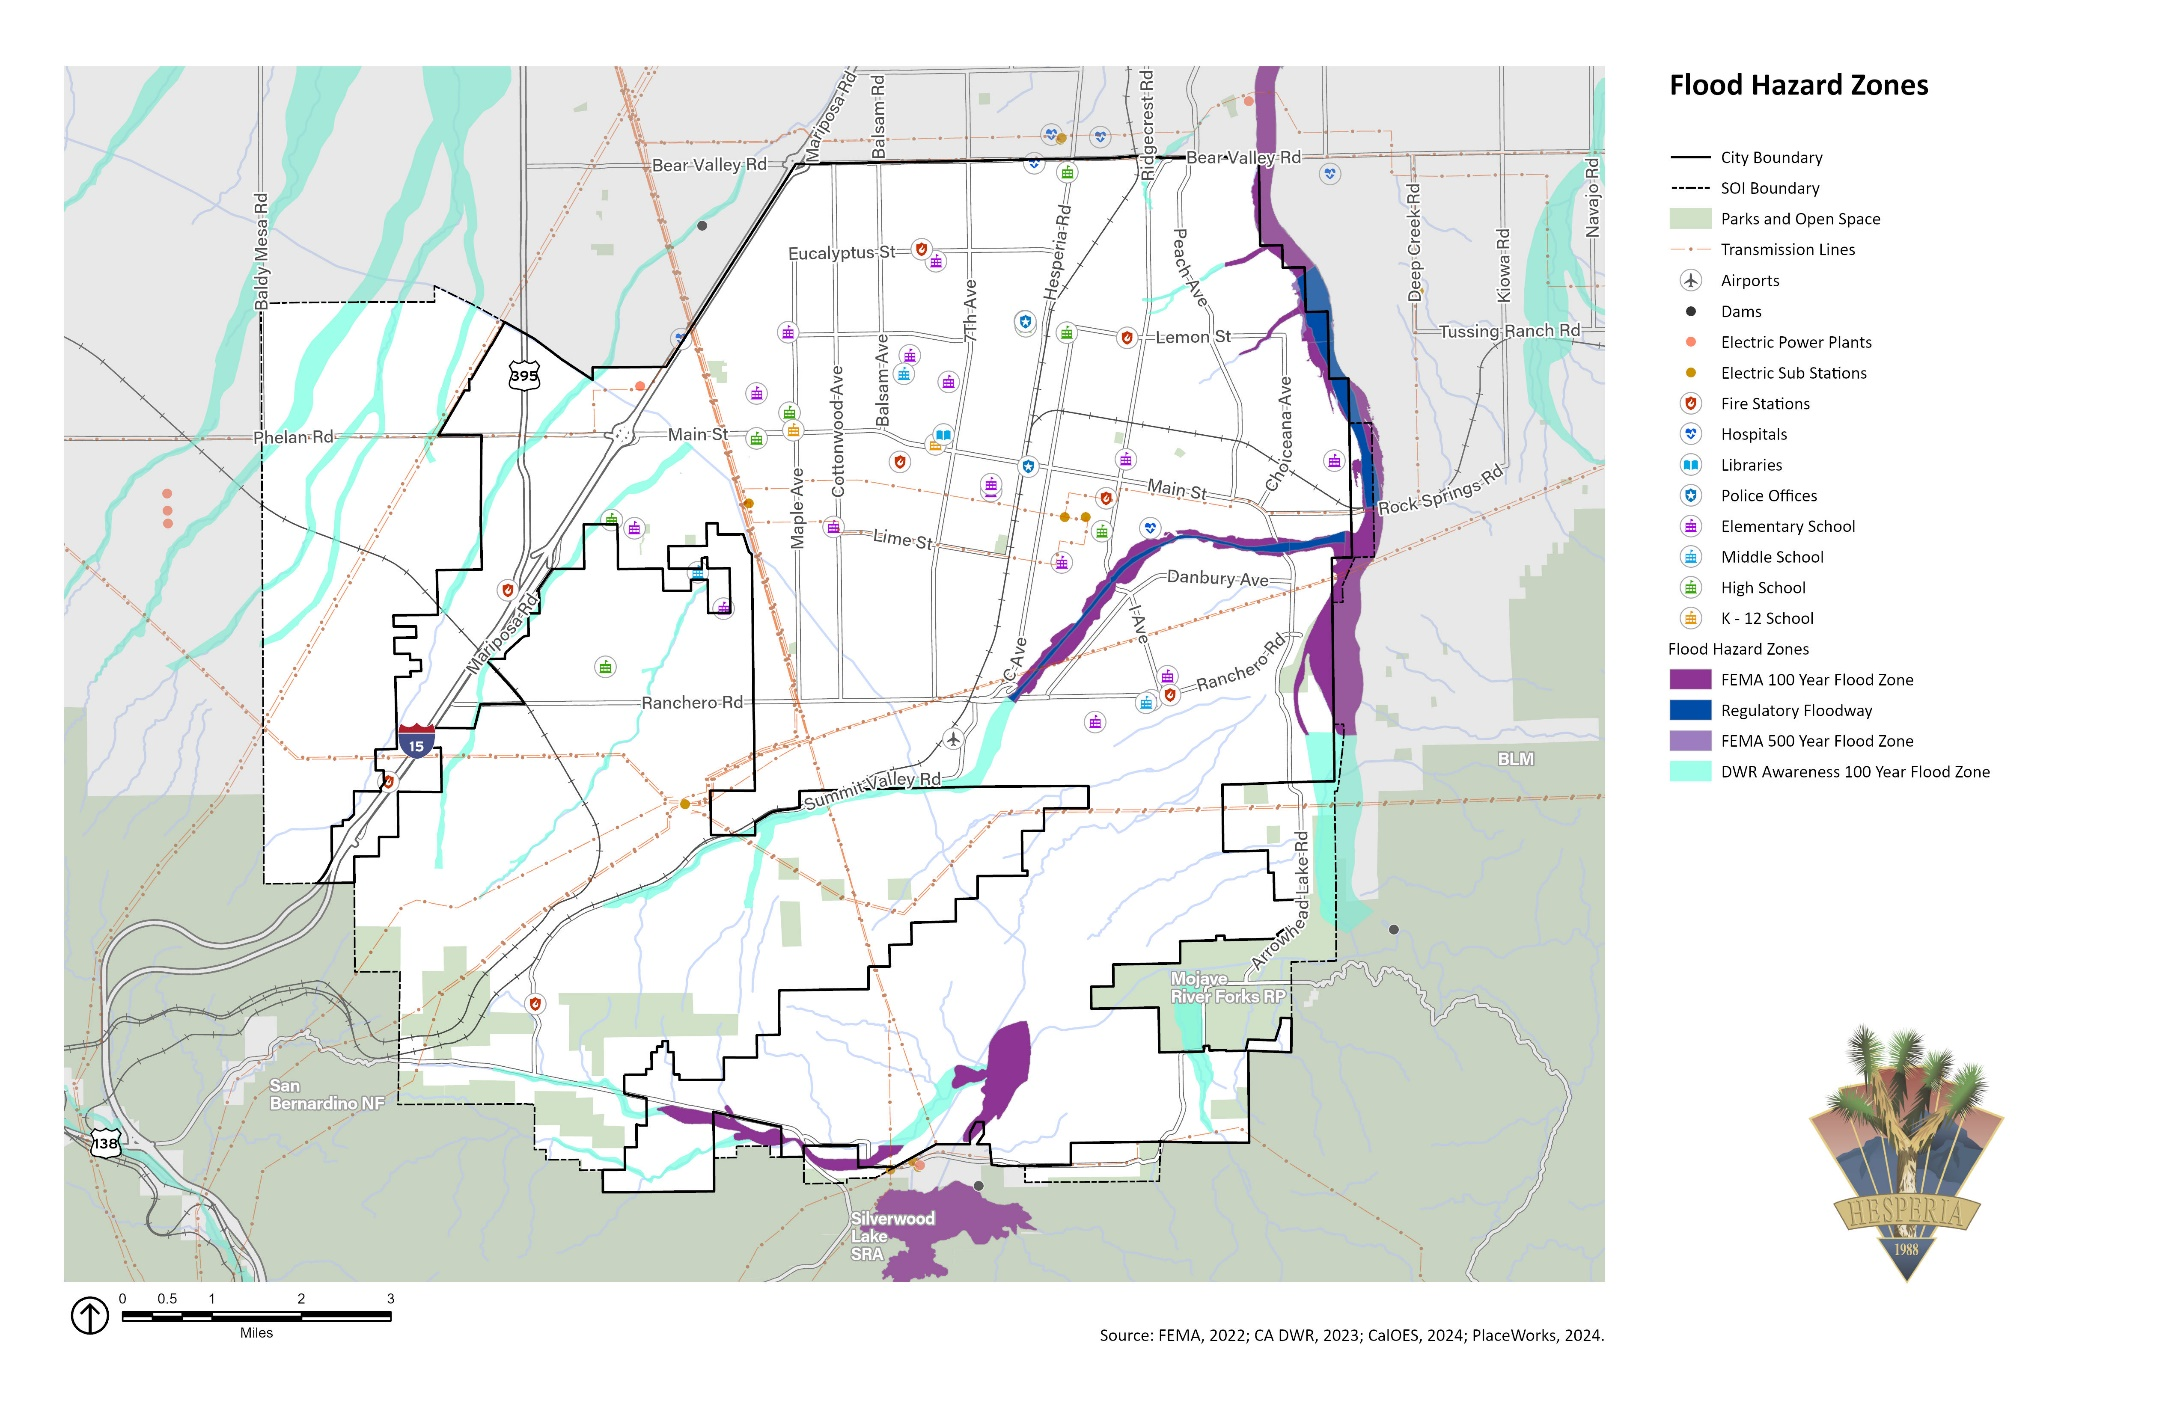 Flood Hazard Zones
City Boundary
SOI Boundary
Parks and Open Space
Transmission Lines
Airports
Dams
Electric Power Plants
Electric Sub Stations
Fire Stations
Hospitals
Libraries
Police Offices
Elementary School
Middle School
High School
K - 12 School
Flood Hazard Zones
FEMA 100 Year Flood Zone
Regulatory Floodway
FEMA 500 Year Flood Zone
DWR Awareness 100 Year Flood Zone
Mariposa Rd
Balsam Rd
Ridgecrest Rd
Bear Valley Rd
Bear Valley Rd
Navajo Rd
Baldy Mesa Rd
Deep Creek Rd
Kiowa Rd
Eucalyptus St
Hesperia Rd
Peach Ave
7Th Ave
Lemon St
Tussing Ranch Rd
395
Balsam Ave
Cottonwood Ave
Choiceana Ave
Phelan Rd
Main St
Maple Ave
Main St
Rock Springs Rd
Lime St
Danbury Ave
Mariposa Rd
I Ave
C Ave
Ranchero Rd
Ranchero Rd
15
Summit Valley Rd
BLM
Arrowhead Lake Rd
Mojave
River Forks RP
San
Bernardino NF
138
Silverwood
Lake
SRA
HESPERIA
1988
0 0.5 1 2 3
Miles
Source: FEMA, 2022; CA DWR, 2023; CalOES, 2024; PlaceWorks, 2024.